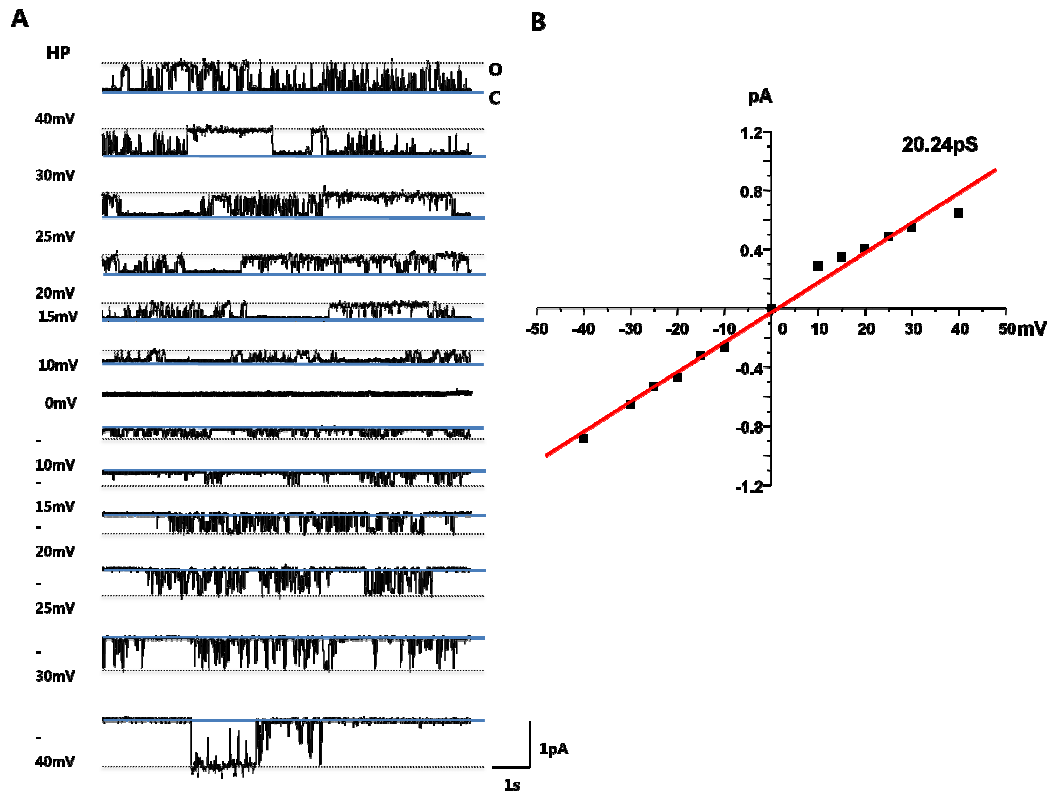 A
HP
O
C
40mV
30mV
25mV
20mV
15mV
10mV
0mV
-
10mV
-
15mV
-
20mV
-
25mV
-
30mV
-
40mV
1pA
1s
B
pA
20.24pS
1.2
0.8
0.4
-50 -40 -30 -20 -10 0 10 20 30 40 50mV
-0.4
-0.8
-1.2